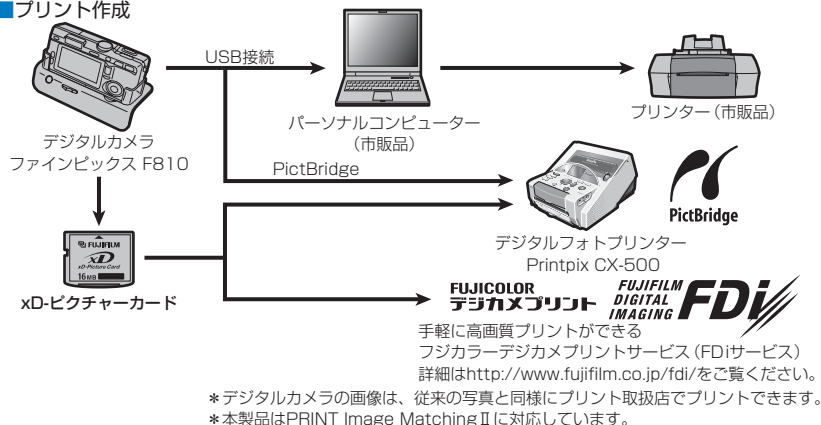 ■プリント作成
USB接続
パーソナルコンピューター
（市販品）
プリンター（市販品）
デジタルカメラ
ファインピックス F810
PictBridge
PictBridge
デジタルフォトプリンター
Printpix CX-500
FUJIFILM
xD
xD-Picture Card
16MB
xD-ピクチャーカード
FUJICOLOR
デジカメプリント
FUJIFILM
DIGITAL
IMAGING
FDi
手軽に高画質プリントができる
フジカラーデジカメプリントサービス（FDiサービス）
詳細はhttp://www.fujifilm.co.jp/fdi/をご覧ください。
＊デジタルカメラの画像は、従来の写真と同様にプリント取扱店でプリントできます。
＊本製品はPRINT Image MatchingⅡに対応しています。